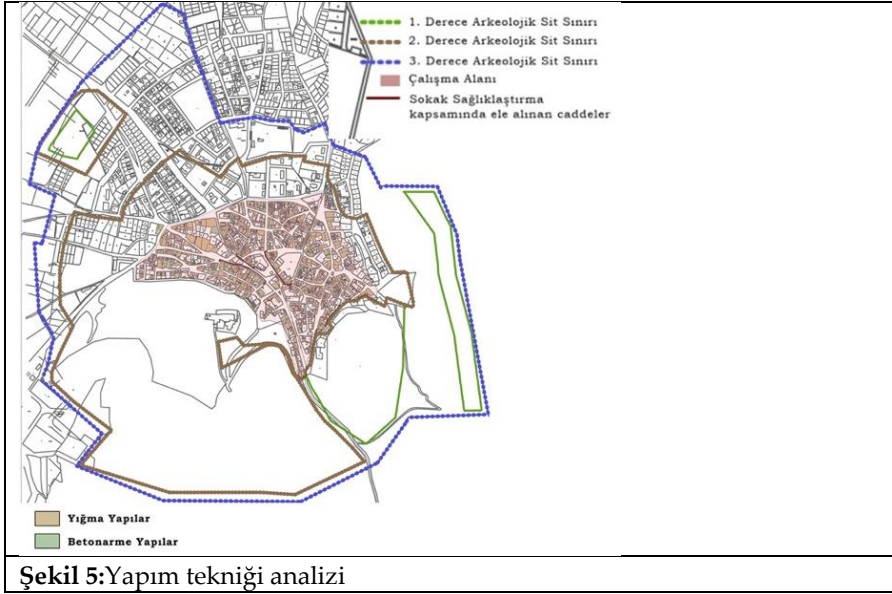 1. Derece Arkeolojik Sit Sınırı
2. Derece Arkeolojik Sit Sınırı
3. Derece Arkeolojik Sit Sınırı
Çalışma Alanı
Sokak Sağlıklaştırma
kapsamında ele alınan caddeler
Yığma Yapılar
Betonarme Yapılar
Şekil 5:Yapım tekniği analizi